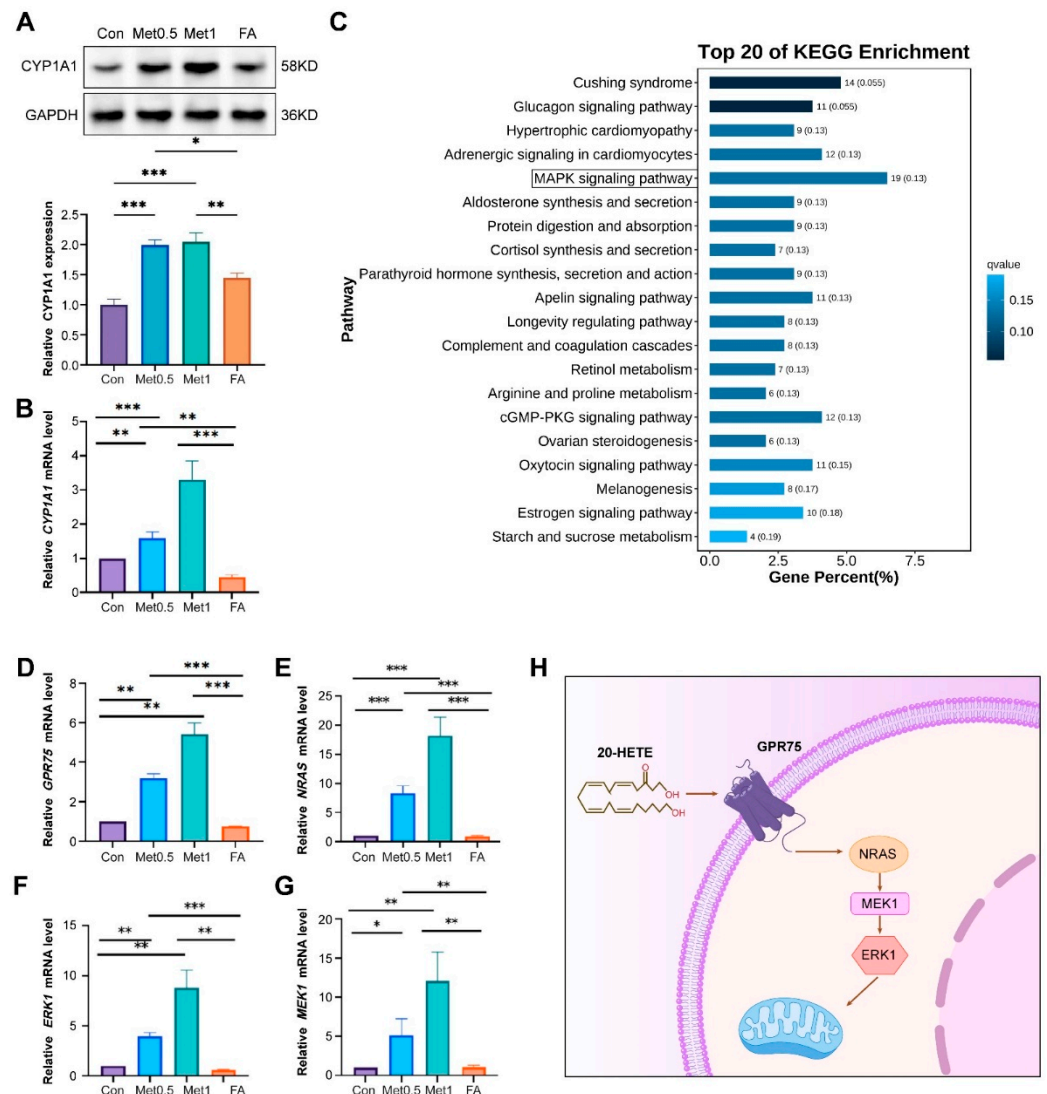 A
Con Met0.5 Met1 FA
CYP1A1 58KD
GAPDH 36KD
*
***
*** **
Relative CYP1A1 expression
2.5
2.0
1.5
1.0
0.5
0.0
Con Met0.5 Met1 FA
B
*** **
** ***
Relative CYP1A1 mRNA level
5
4
3
2
1
0
Con Met0.5 Met1 FA
C
Top 20 of KEGG Enrichment
Pathway
Cushing syndrome 14 (0.055)
Glucagon signaling pathway 11 (0.055)
Hypertrophic cardiomyopathy 9 (0.13)
Adrenergic signaling in cardiomyocytes 12 (0.13)
MAPK signaling pathway 19 (0.13)
Aldosterone synthesis and secretion 9 (0.13)
Protein digestion and absorption 9 (0.13)
Cortisol synthesis and secretion 7 (0.13)
Parathyroid hormone synthesis, secretion and action 9 (0.13)
Apelin signaling pathway 11 (0.13)
Longevity regulating pathway 8 (0.13)
Complement and coagulation cascades 8 (0.13)
Retinol metabolism 7 (0.13)
Arginine and proline metabolism 6 (0.13)
cGMP-PKG signaling pathway 12 (0.13)
Ovarian steroidogenesis 6 (0.13)
Oxytocin signaling pathway 11 (0.15)
Melanogenesis 8 (0.17)
Estrogen signaling pathway 10 (0.18)
Starch and sucrose metabolism 4 (0.19)
0.0 2.5 5.0 7.5
Gene Percent(%)
qvalue
0.15
0.10
D
***
** ***
**
Relative GPR75 mRNA level
8
6
4
2
0
Con Met0.5 Met1 FA
E
***
***
*** ***
Relative NRAS mRNA level
25
20
15
10
5
0
Con Met0.5 Met1 FA
F
***
** **
**
Relative ERK1 mRNA level
15
10
5
0
Con Met0.5 Met1 FA
G
**
**
* **
Relative MEK1 mRNA level
20
15
10
5
0
Con Met0.5 Met1 FA
H
20-HETE
GPR75
O
OH
OH
NRAS
MEK1
ERK1